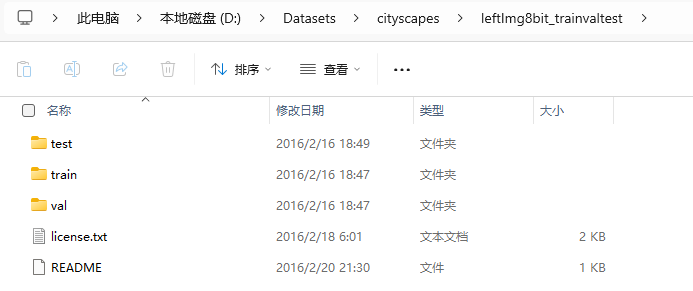 此电脑 本地磁盘 (D:) Datasets cityscapes leftImg8bit_trainvaltest
排序 查看
名称 修改日期 类型 大小
test 2016/2/16 18:49 文件夹
train 2016/2/16 18:47 文件夹
val 2016/2/16 18:47 文件夹
license.txt 2016/2/18 6:01 文本文档 2 KB
README 2016/2/20 21:30 文件 1 KB